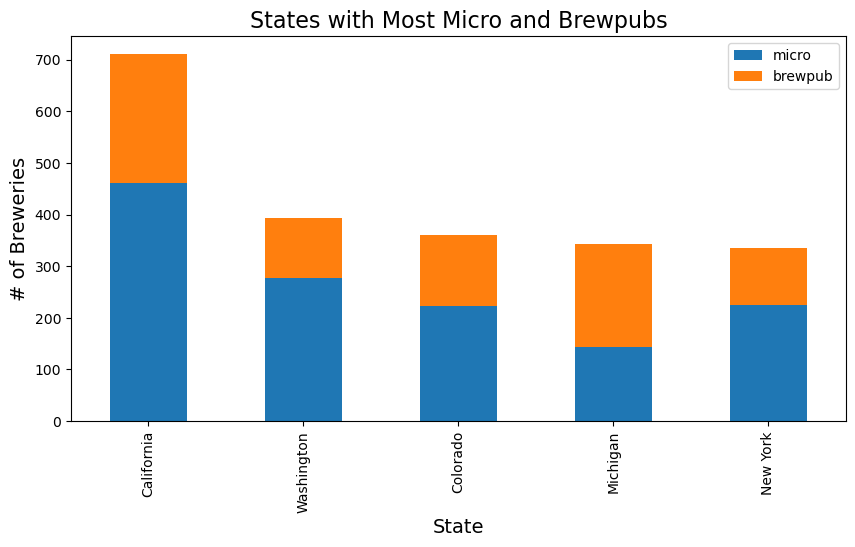 States with Most Micro and Brewpubs
micro
brewpub
# of Breweries
700
600
500
400
300
200
100
0
California
Washington
Colorado
Michigan
New York
State